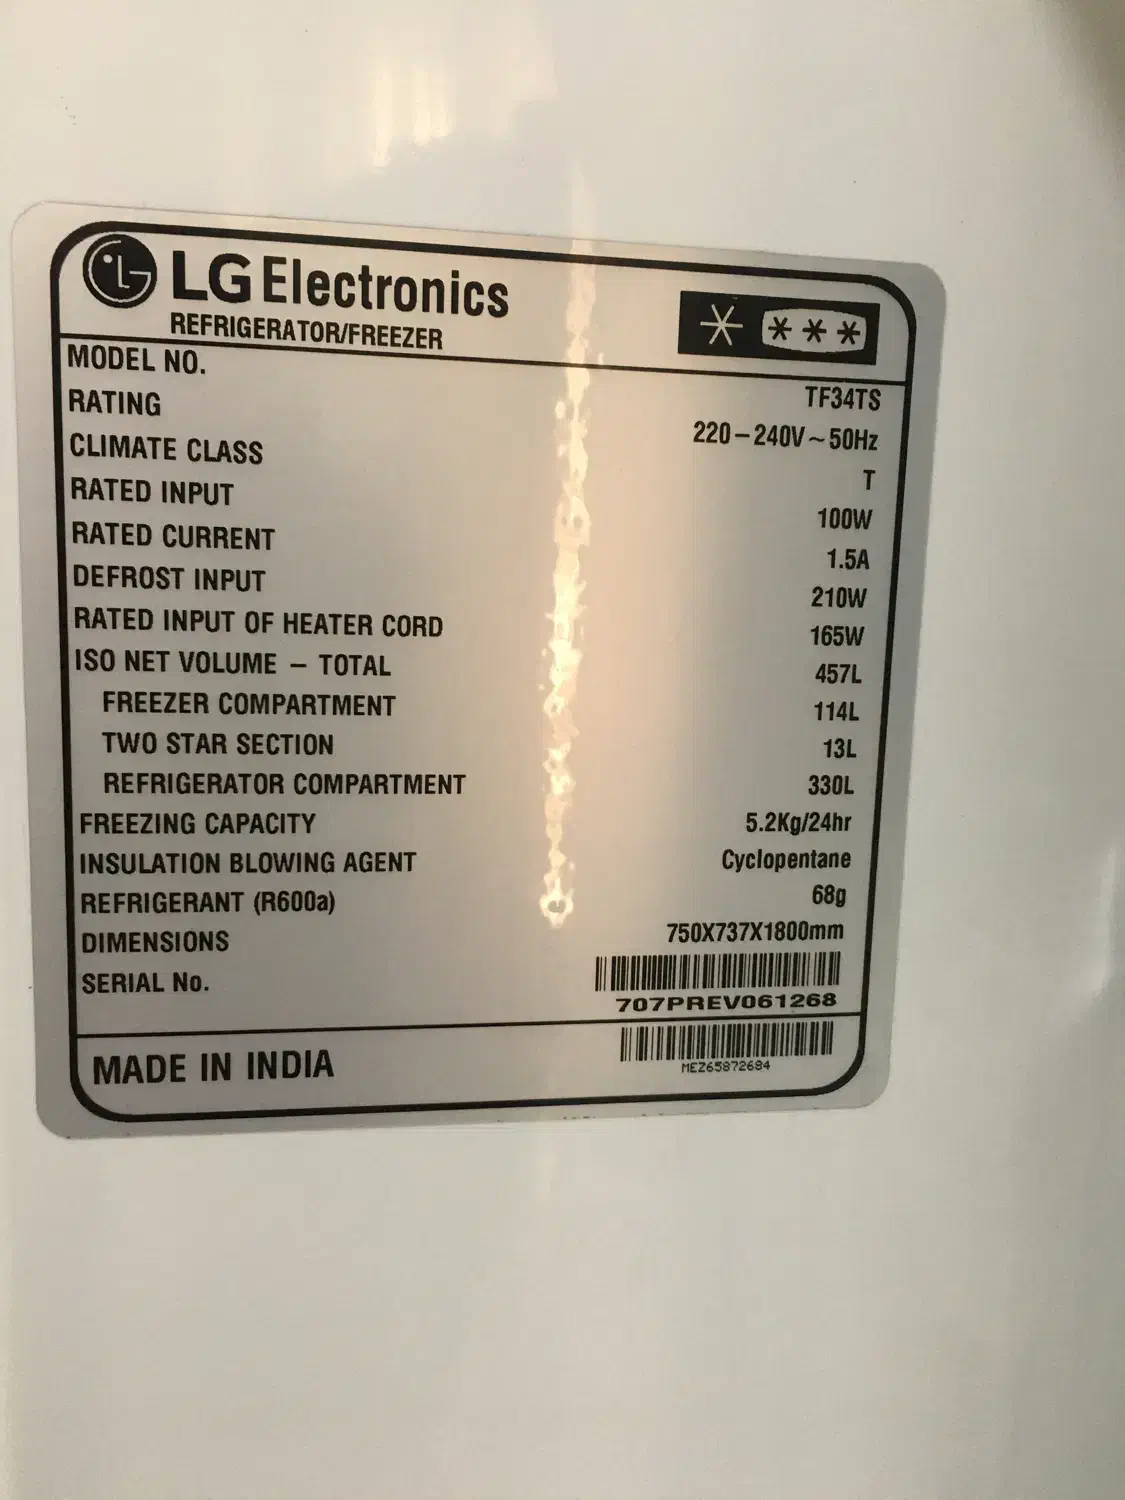 LG Electronics
REFRIGERATOR/FREEZER
MODEL NO. TF34TS
RATING 220–240V~50Hz
CLIMATE CLASS T
RATED INPUT 100W
RATED CURRENT 1.5A
DEFROST INPUT 210W
RATED INPUT OF HEATER CORD 165W
ISO NET VOLUME – TOTAL 457L
FREEZER COMPARTMENT 114L
TWO STAR SECTION 13L
REFRIGERATOR COMPARTMENT 330L
FREEZING CAPACITY 5.2Kg/24hr
INSULATION BLOWING AGENT Cyclopentane
REFRIGERANT (R600a) 68g
DIMENSIONS 750X737X1800mm
SERIAL No. 707PREV061268
MADE IN INDIA MEZ65872684